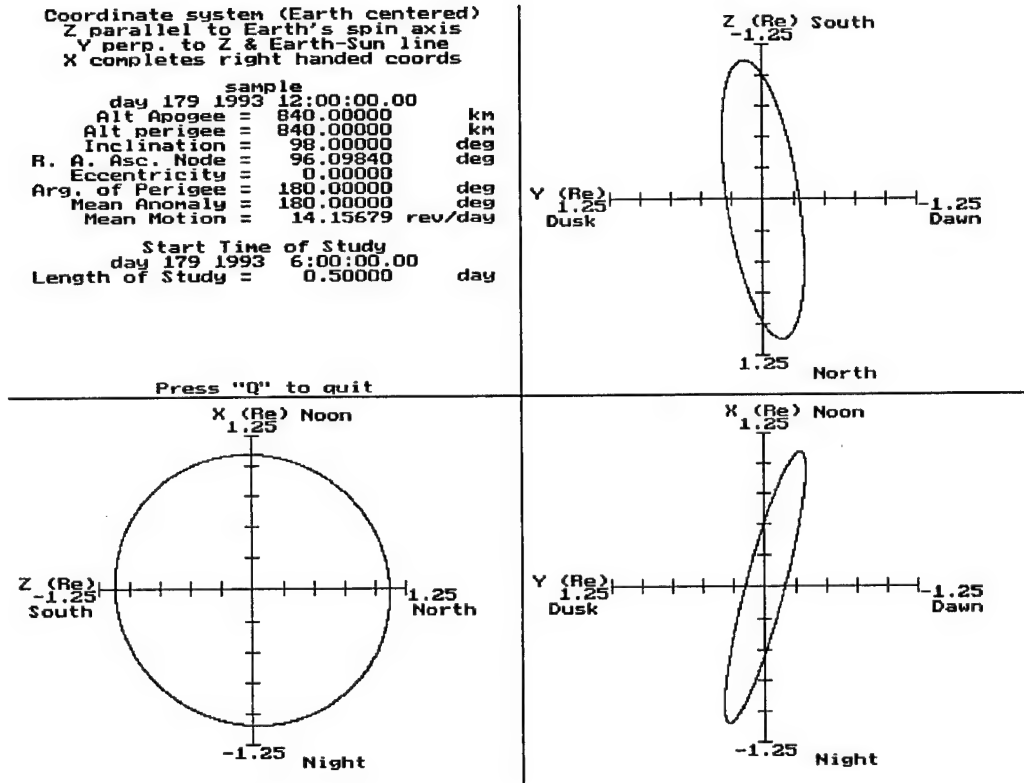 Coordinate system (Earth centered)
Z parallel to Earth's spin axis
Y perp. to Z & Earth-Sun line
X completes right handed coords
sample
day 179 1993 12:00:00.00
Alt Apogee = 840.00000 km
Alt perigee = 840.00000 km
Inclination = 98.00000 deg
R. A. Asc. Node = 96.09840 deg
Eccentricity = 0.00000
Arg. of Perigee = 180.00000 deg
Mean Anomaly = 180.00000 deg
Mean Motion = 14.15679 rev/day
Start Time of Study
day 179 1993 6:00:00.00
Length of Study = 0.50000 day
Press "Q" to quit
Z (Re) South
-1.25
Y (Re)
1.25
Dusk
-1.25
Dawn
1.25
North
X (Re) Noon
1.25
Z (Re)
-1.25
South
1.25
North
-1.25
Night
X (Re) Noon
1.25
Y (Re)
1.25
Dusk
-1.25
Dawn
-1.25
Night